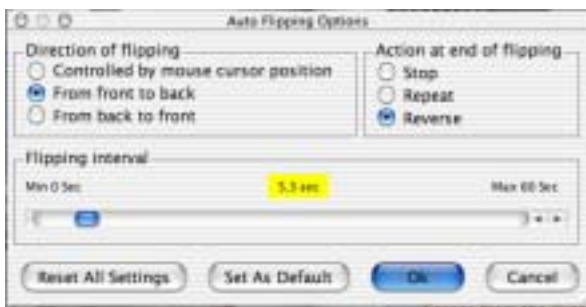 Auto Flipping Options
Direction of flipping
Controlled by mouse cursor position
From front to back
From back to front
Action at end of flipping
Stop
Repeat
Reverse
Flipping interval
Min 0 Sec
5.3 sec
Max 60 Sec
Reset All Settings
Set As Default
Ok
Cancel